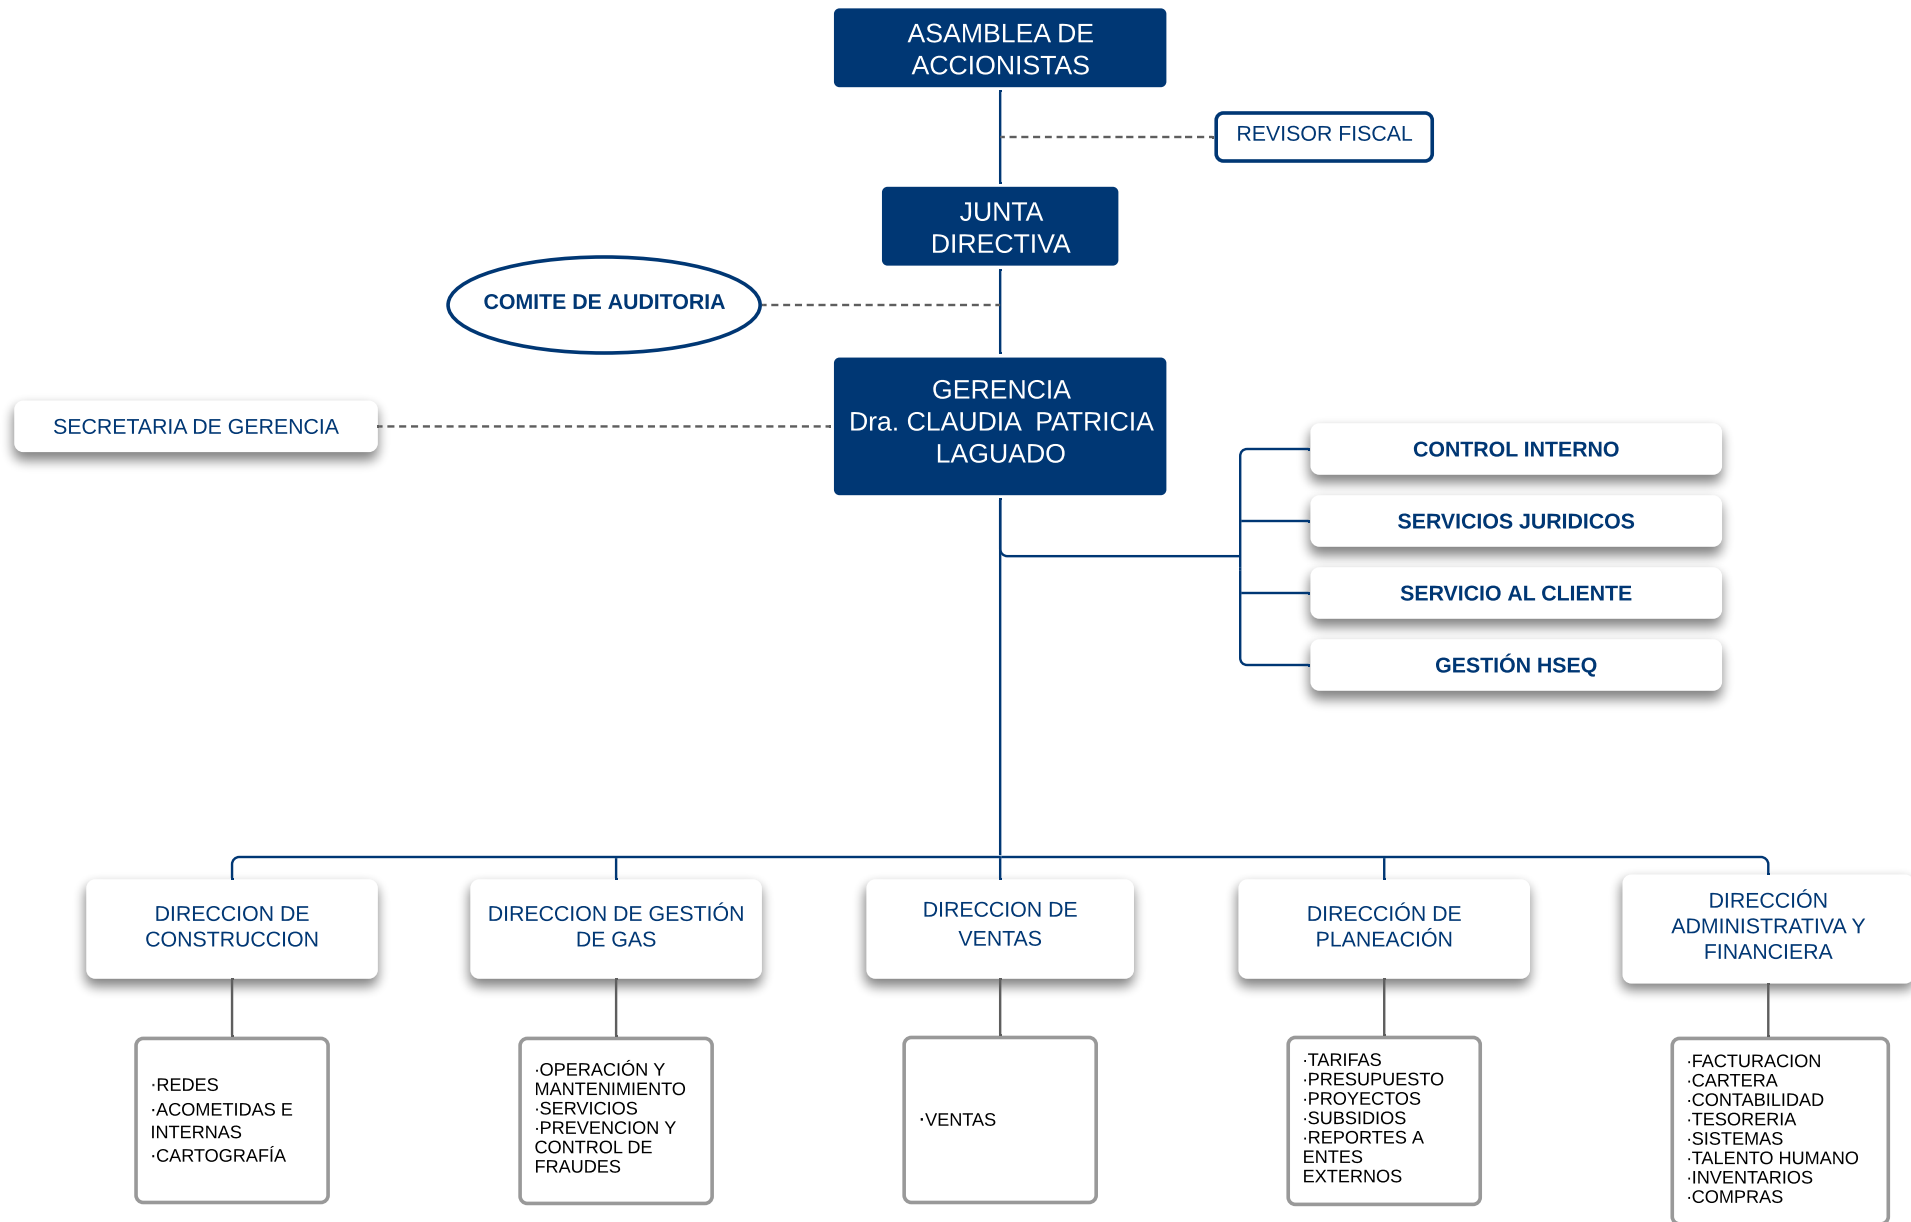 ASAMBLEA DE
ACCIONISTAS
REVISOR FISCAL
JUNTA
DIRECTIVA
COMITE DE AUDITORIA
GERENCIA
Dra. CLAUDIA  PATRICIA
LAGUADO
SECRETARIA DE GERENCIA
CONTROL INTERNO
SERVICIOS JURIDICOS
SERVICIO AL CLIENTE
GESTIÓN HSEQ
DIRECCION DE
CONSTRUCCION
DIRECCION DE GESTIÓN
DE GAS
DIRECCION DE
VENTAS
DIRECCIÓN DE
PLANEACIÓN
DIRECCIÓN
ADMINISTRATIVA Y
FINANCIERA
·REDES
·ACOMETIDAS E
INTERNAS
·CARTOGRAFÍA
·OPERACIÓN Y
MANTENIMIENTO
·SERVICIOS
·PREVENCION Y
CONTROL DE
FRAUDES
·VENTAS
·TARIFAS
·PRESUPUESTO
·PROYECTOS
·SUBSIDIOS
·REPORTES A
ENTES
EXTERNOS
·FACTURACION
·CARTERA
·CONTABILIDAD
·TESORERIA
·SISTEMAS
·TALENTO HUMANO
·INVENTARIOS
·COMPRAS